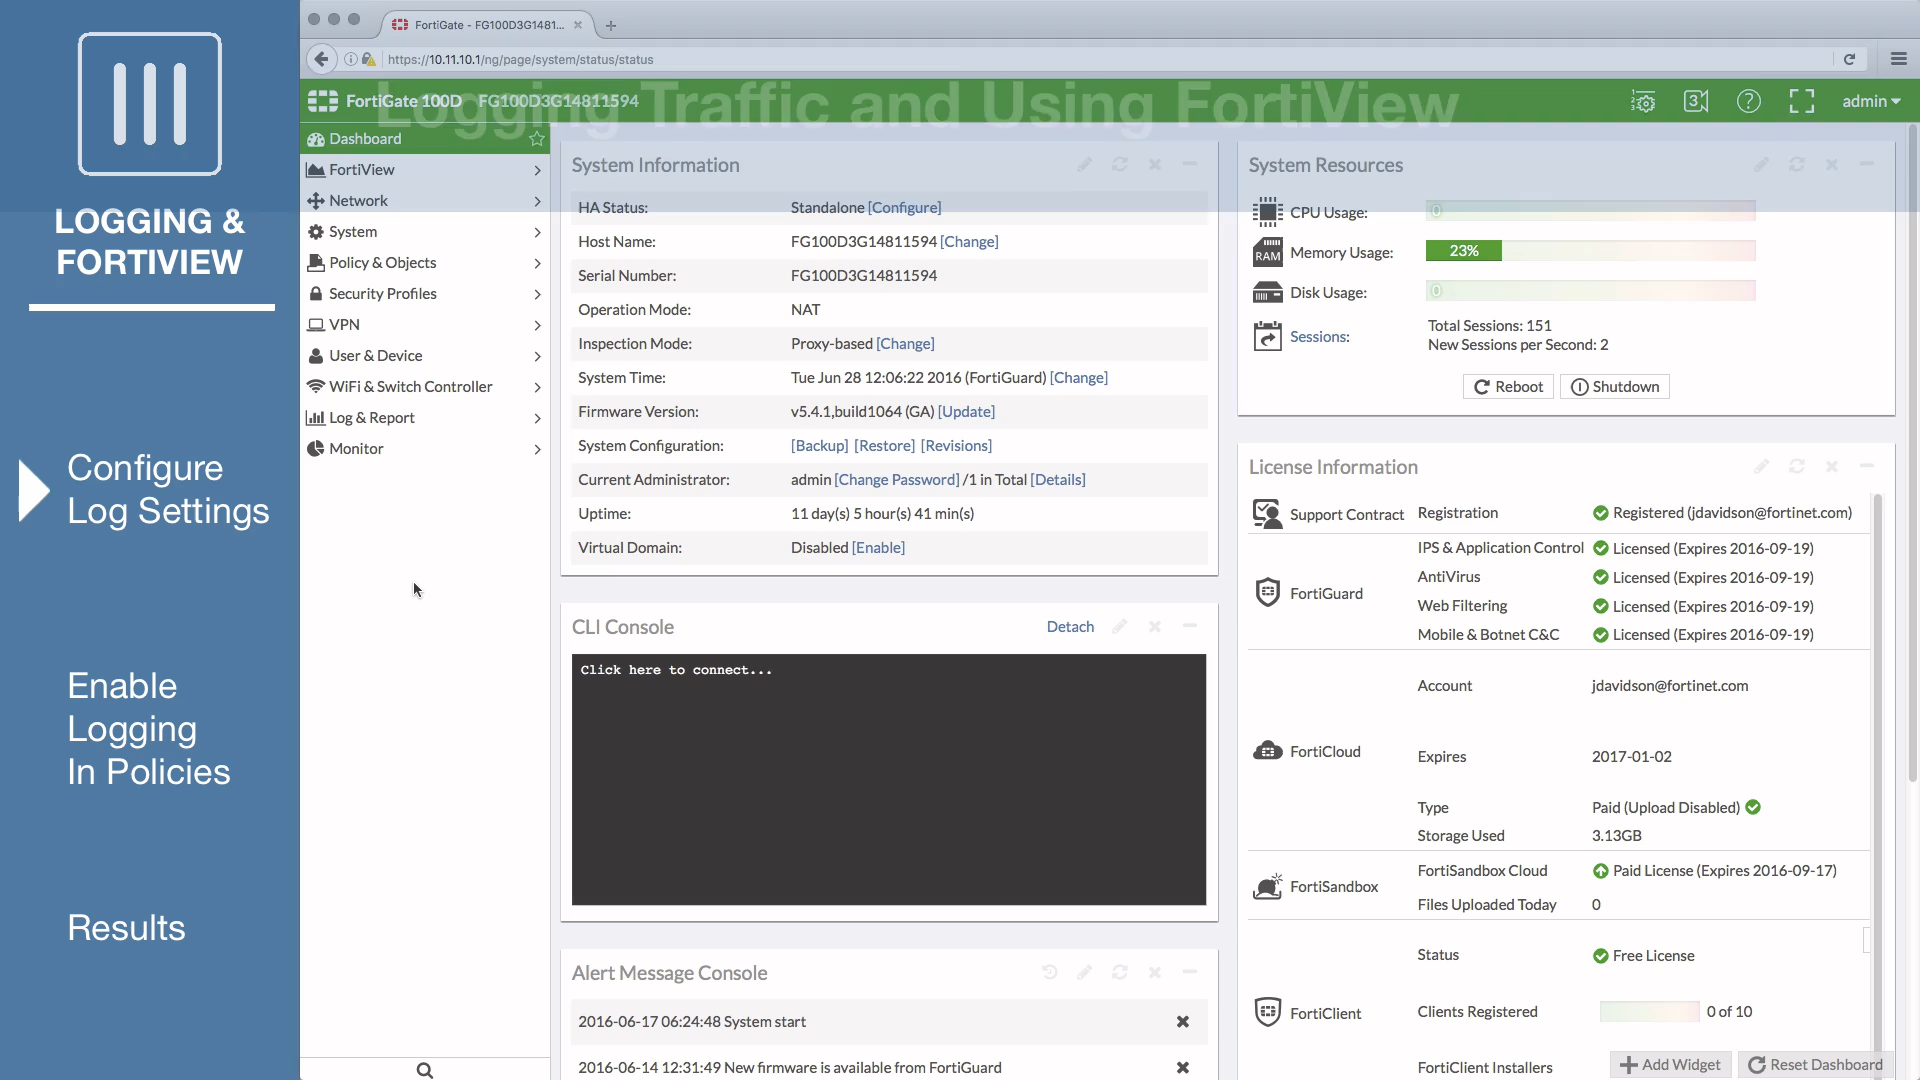 LOGGING &
FORTIVIEW
Configure
Log Settings
Enable
Logging
In Policies
Results
FortiGate - FG100D3G1481...
https://10.11.10.1/ng/page/system/status/status
Logging Traffic and Using FortiView
FortiGate 100D FG100D3G14811594
3
admin
Dashboard
FortiView
Network
System
Policy & Objects
Security Profiles
VPN
User & Device
WiFi & Switch Controller
Log & Report
Monitor
System Information
HA Status: Standalone [Configure]
Host Name: FG100D3G14811594 [Change]
Serial Number: FG100D3G14811594
Operation Mode: NAT
Inspection Mode: Proxy-based [Change]
System Time: Tue Jun 28 12:06:22 2016 (FortiGuard) [Change]
Firmware Version: v5.4.1,build1064 (GA) [Update]
System Configuration: [Backup] [Restore] [Revisions]
Current Administrator: admin [Change Password] /1 in Total [Details]
Uptime: 11 day(s) 5 hour(s) 41 min(s)
Virtual Domain: Disabled [Enable]
CLI Console Detach
Click here to connect...
Alert Message Console
2016-06-17 06:24:48 System start
2016-06-14 12:31:49 New firmware is available from FortiGuard
System Resources
CPU Usage: 0
RAM Memory Usage: 23%
Disk Usage: 0
Sessions: Total Sessions: 151
New Sessions per Second: 2
Reboot Shutdown
License Information
Support Contract Registration Registered (jdavidson@fortinet.com)
IPS & Application Control Licensed (Expires 2016-09-19)
AntiVirus Licensed (Expires 2016-09-19)
FortiGuard
Web Filtering Licensed (Expires 2016-09-19)
Mobile & Botnet C&C Licensed (Expires 2016-09-19)
Account jdavidson@fortinet.com
FortiCloud
Expires 2017-01-02
Type Paid (Upload Disabled)
Storage Used 3.13GB
FortiSandbox Cloud Paid License (Expires 2016-09-17)
FortiSandbox
Files Uploaded Today 0
Status Free License
FortiClient Clients Registered 0 of 10
FortiClient Installers
Add Widget Reset Dashboard